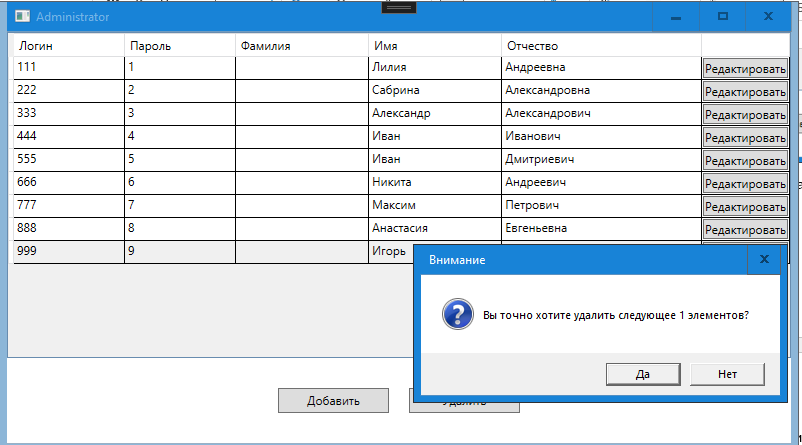 Administrator
Логин Пароль Фамилия Имя Отчество
111 1 Лилия Андреевна Редактировать
222 2 Сабрина Александровна Редактировать
333 3 Александр Александрович Редактировать
444 4 Иван Иванович Редактировать
555 5 Иван Дмитриевич Редактировать
666 6 Никита Андреевич Редактировать
777 7 Максим Петрович Редактировать
888 8 Анастасия Евгеньевна Редактировать
999 9 Игорь
Внимание
Вы точно хотите удалить следующее 1 элементов?
Да Нет
Добавить Удалить